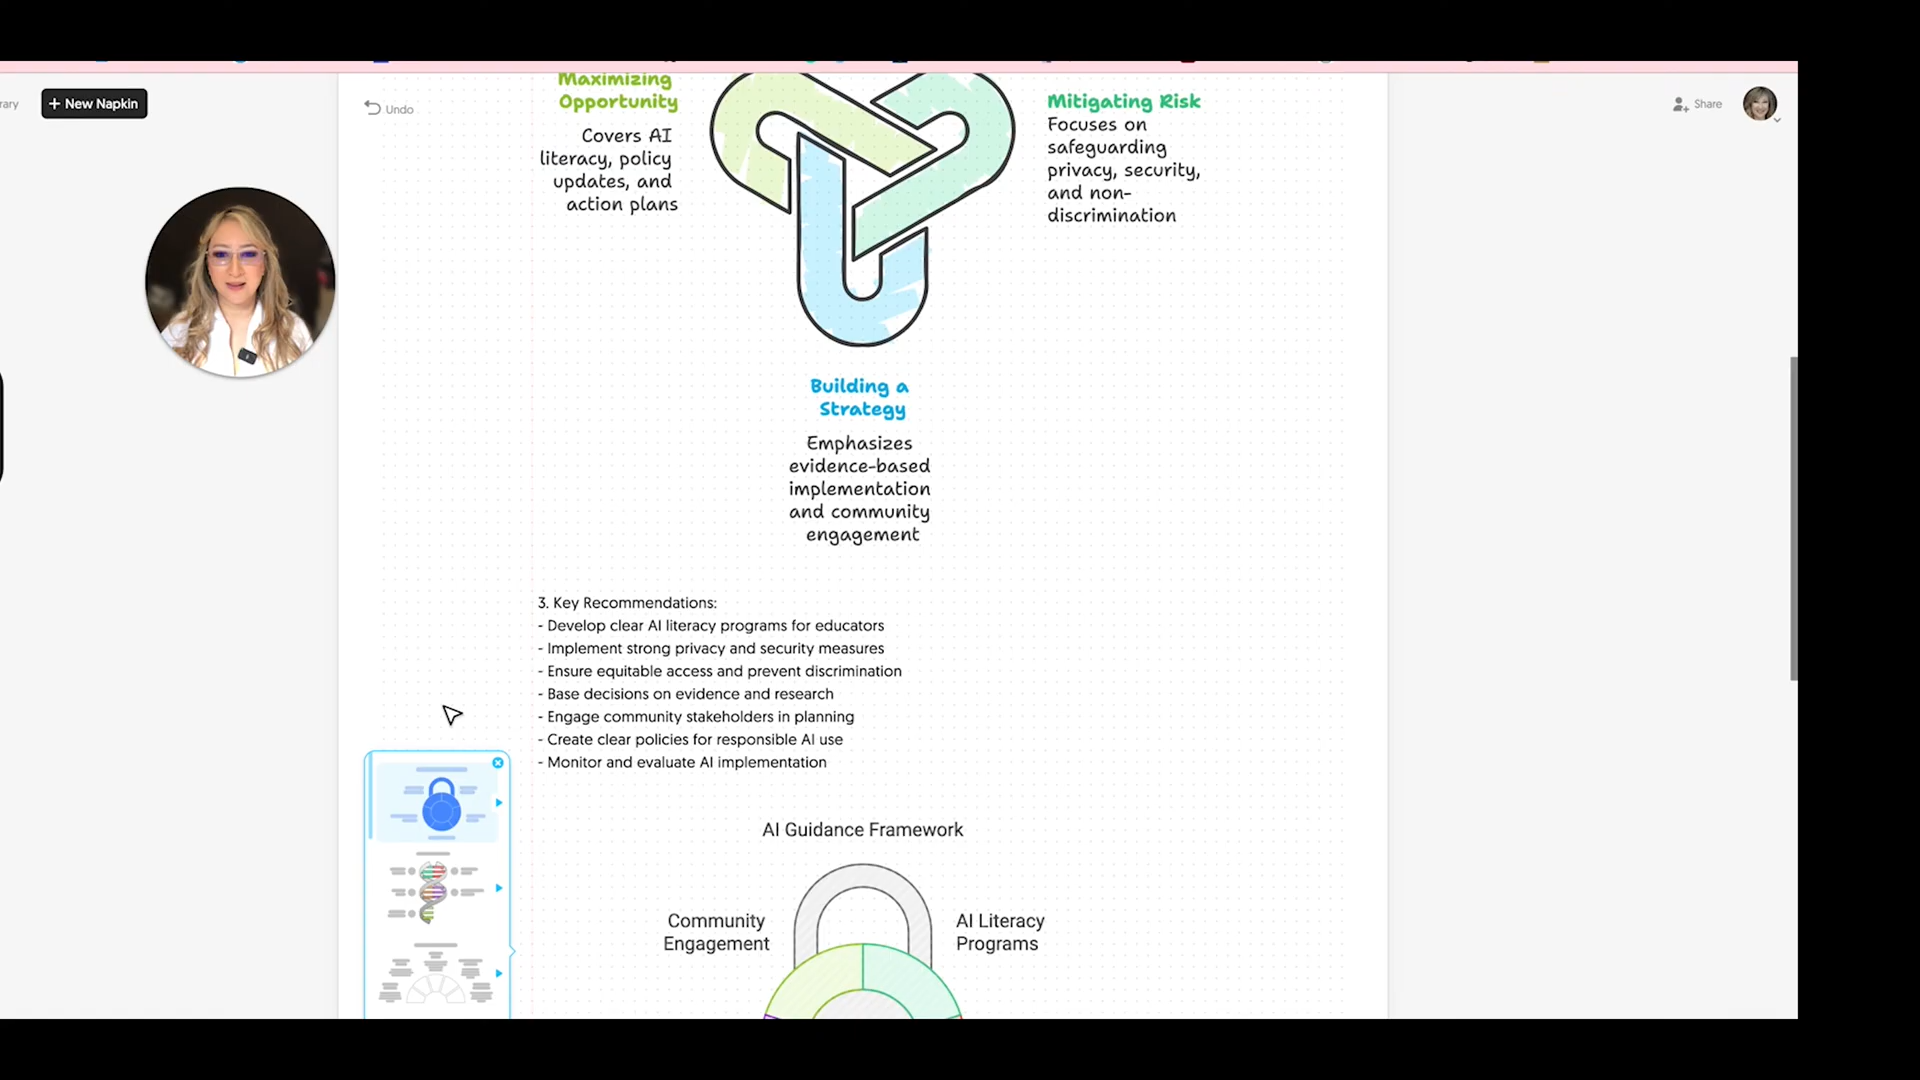 rary
+ New Napkin
Undo
Share
Maximizing
Opportunity
Covers AI
literacy, policy
updates, and
action plans
Mitigating Risk
Focuses on
safeguarding
privacy, security,
and non-
discrimination
Building a
Strategy
Emphasizes
evidence-based
implementation
and community
engagement
3. Key Recommendations:
- Develop clear AI literacy programs for educators
- Implement strong privacy and security measures
- Ensure equitable access and prevent discrimination
- Base decisions on evidence and research
- Engage community stakeholders in planning
- Create clear policies for responsible AI use
- Monitor and evaluate AI implementation
AI Guidance Framework
Community
Engagement
AI Literacy
Programs